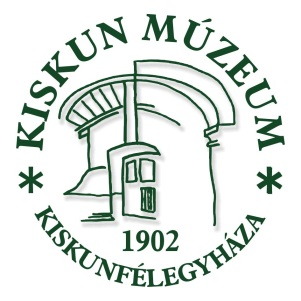 KISKUN MÚZEUM
1902
* KISKUNFÉLEGYHÁZA *